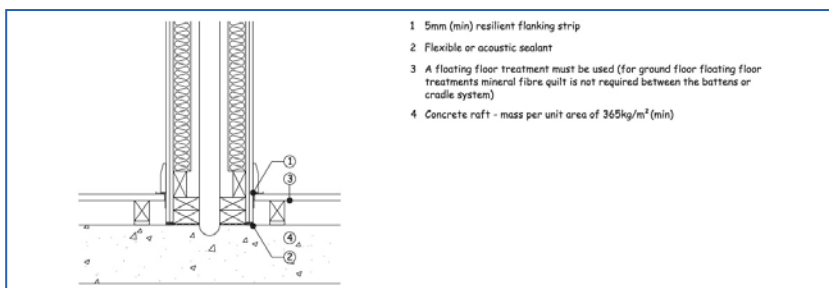 1 5mm (min) resilient flanking strip
2 Flexible or acoustic sealant
3 A floating floor treatment must be used (for ground floor floating floor
treatments mineral fibre quilt is not required between the battens or
cradle system)
4 Concrete raft - mass per unit area of 365kg/m² (min)
1
3
4
2